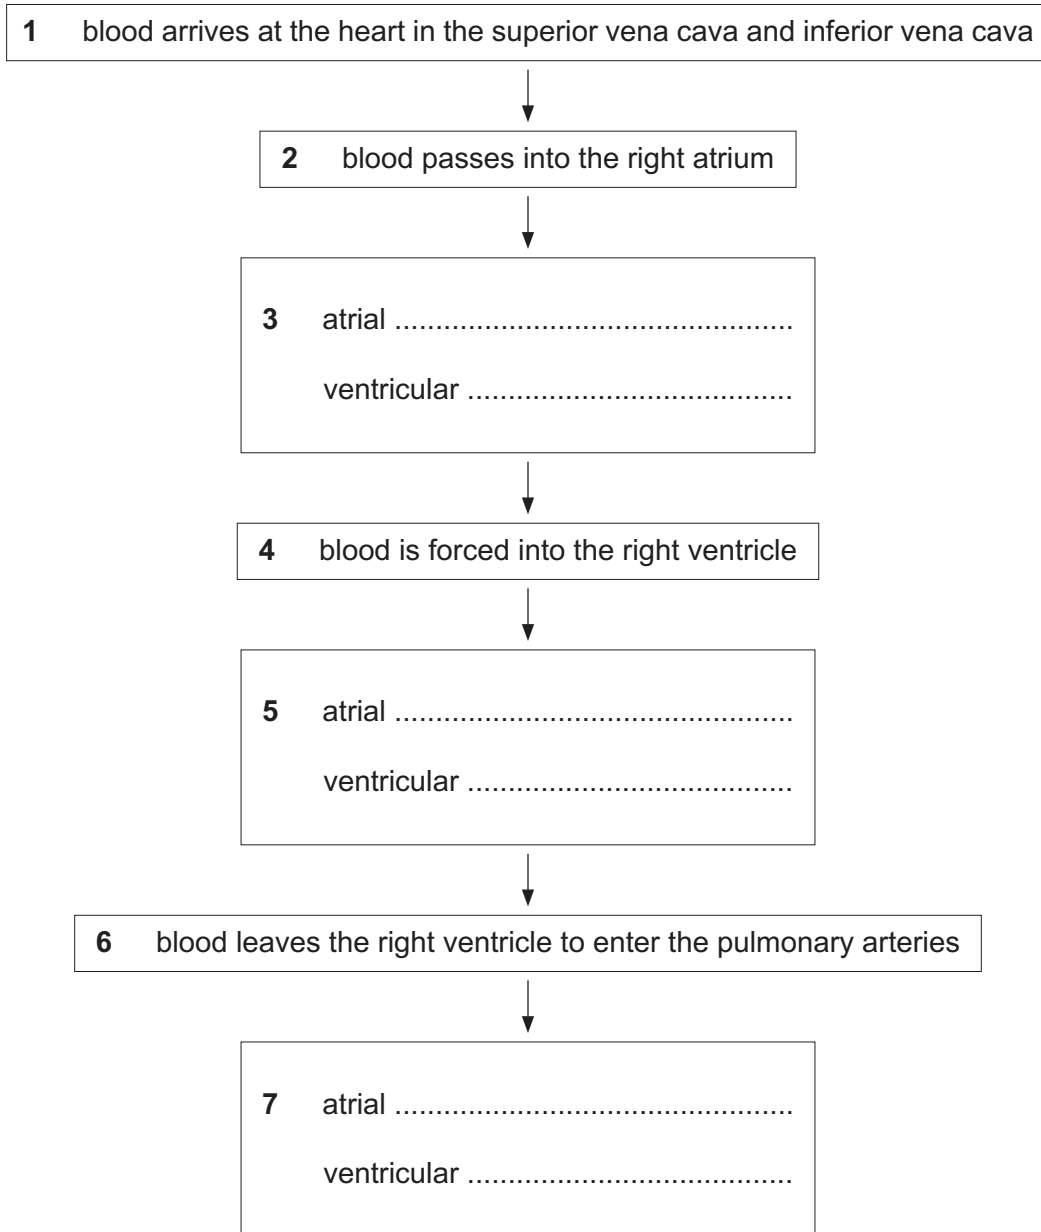 1 blood arrives at the heart in the superior vena cava and inferior vena cava
2 blood passes into the right atrium
3 atrial ................................................
ventricular .......................................
4 blood is forced into the right ventricle
5 atrial ................................................
ventricular .......................................
6 blood leaves the right ventricle to enter the pulmonary arteries
7 atrial ................................................
ventricular .......................................